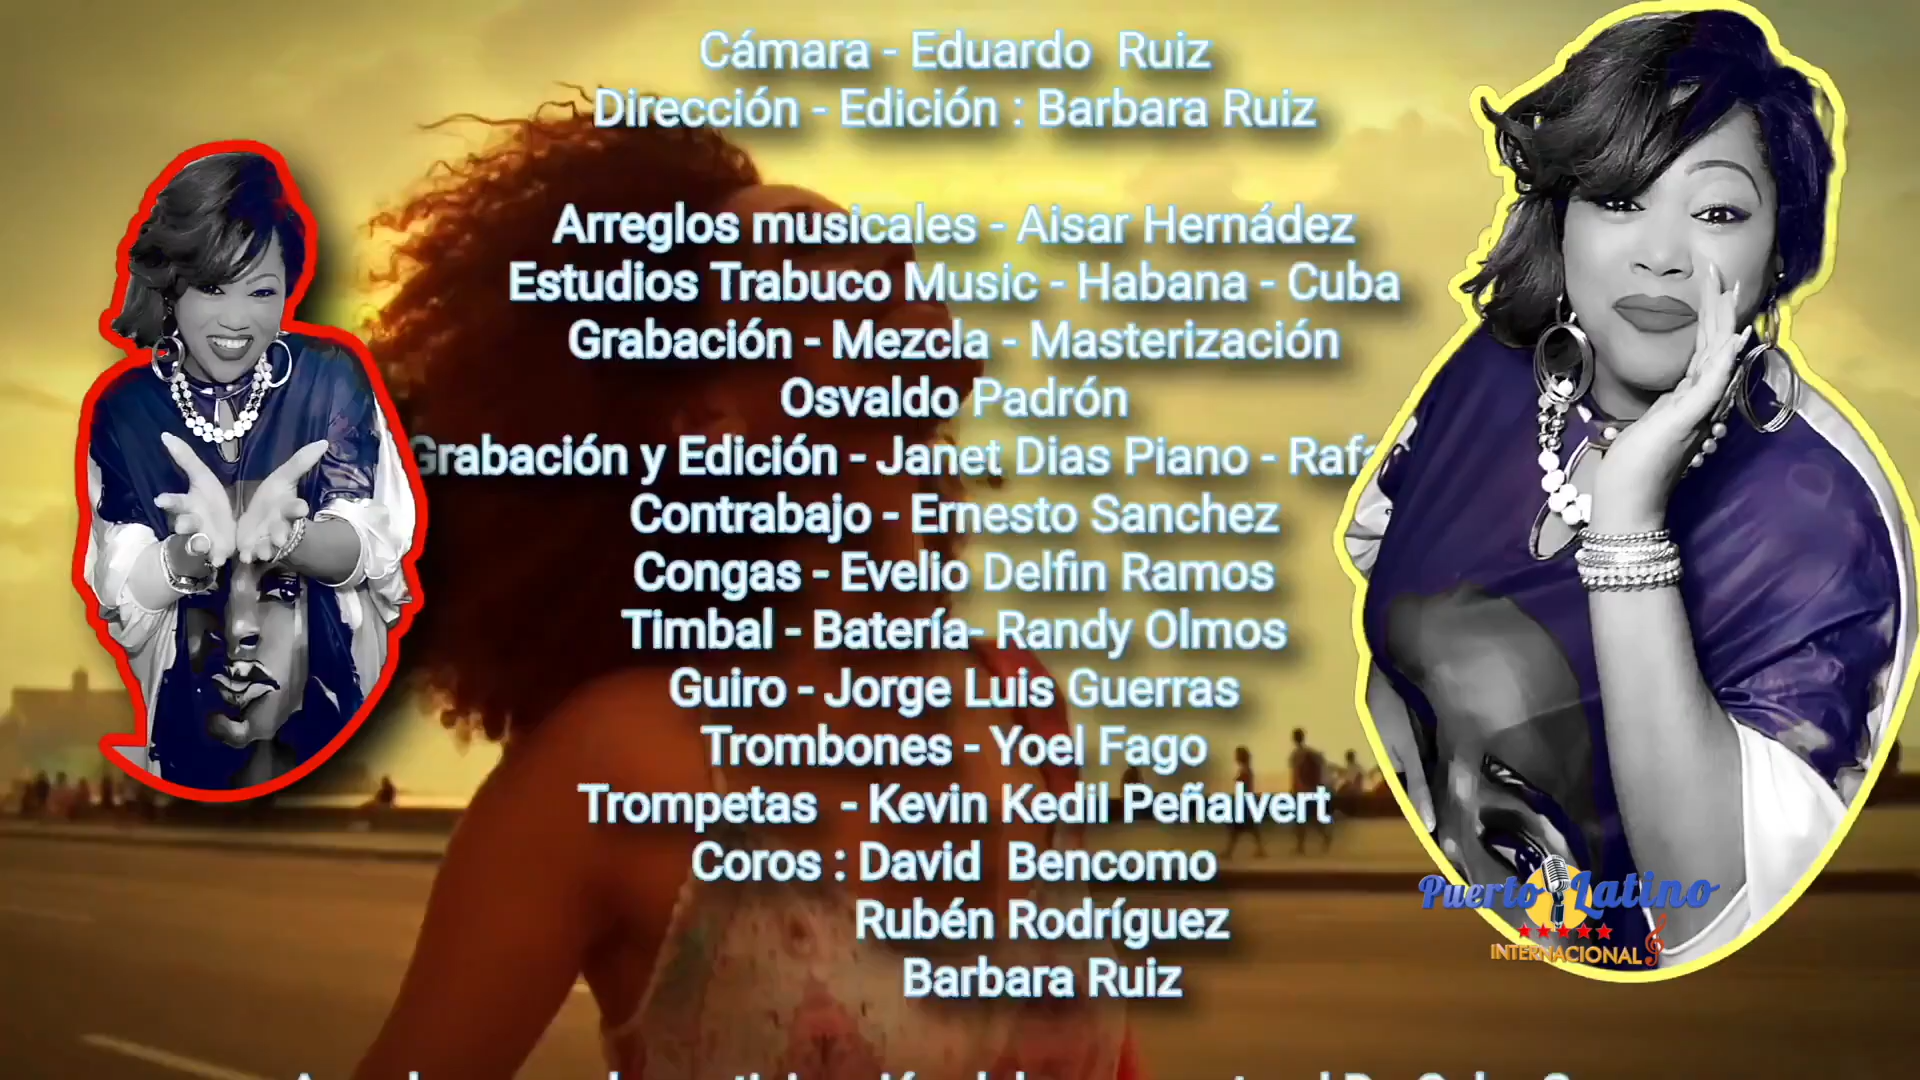 Cámara - Eduardo Ruiz
Dirección - Edición : Barbara Ruiz
Arreglos musicales - Aisar Hernádez
Estudios Trabuco Music - Habana - Cuba
Grabación - Mezcla - Masterización
Osvaldo Padrón
Grabación y Edición - Janet Dias Piano -
Contrabajo - Ernesto Sanchez
Congas - Evelio Delfin Ramos
Timbal - Batería- Randy Olmos
Guiro - Jorge Luis Guerras
Trombones - Yoel Fago
Trompetas - Kevin Kedil Peñalvert
Coros : David Bencomo
Rubén Rodríguez
Barbara Ruiz
Puerto Latino
INTERNACIONAL